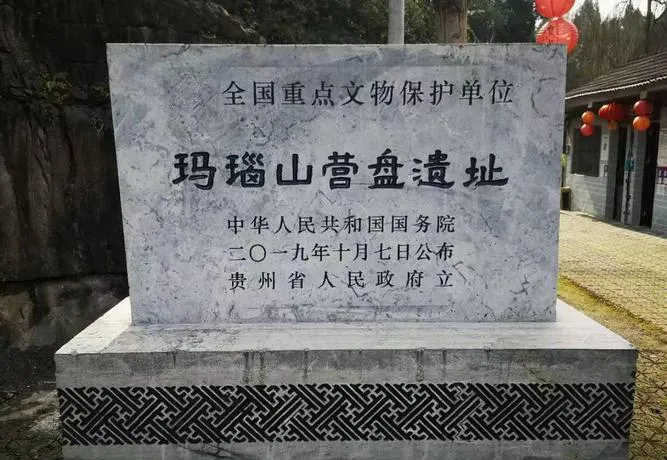 全国重点文物保护单位
玛瑙山营盘遗址
中华人民共和国国务院
二〇一九年十月七日公布
贵州省人民政府立